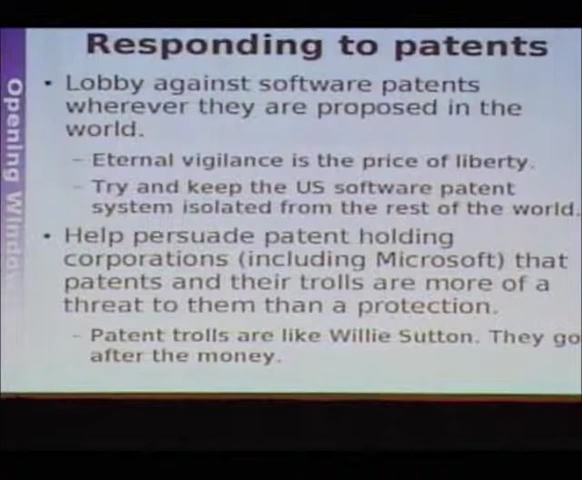 Responding to patents
Opening Window
• Lobby against software patents
wherever they are proposed in the
world.
– Eternal vigilance is the price of liberty.
– Try and keep the US software patent
system isolated from the rest of the world.
• Help persuade patent holding
corporations (including Microsoft) that
patents and their trolls are more of a
threat to them than a protection.
– Patent trolls are like Willie Sutton. They go
after the money.